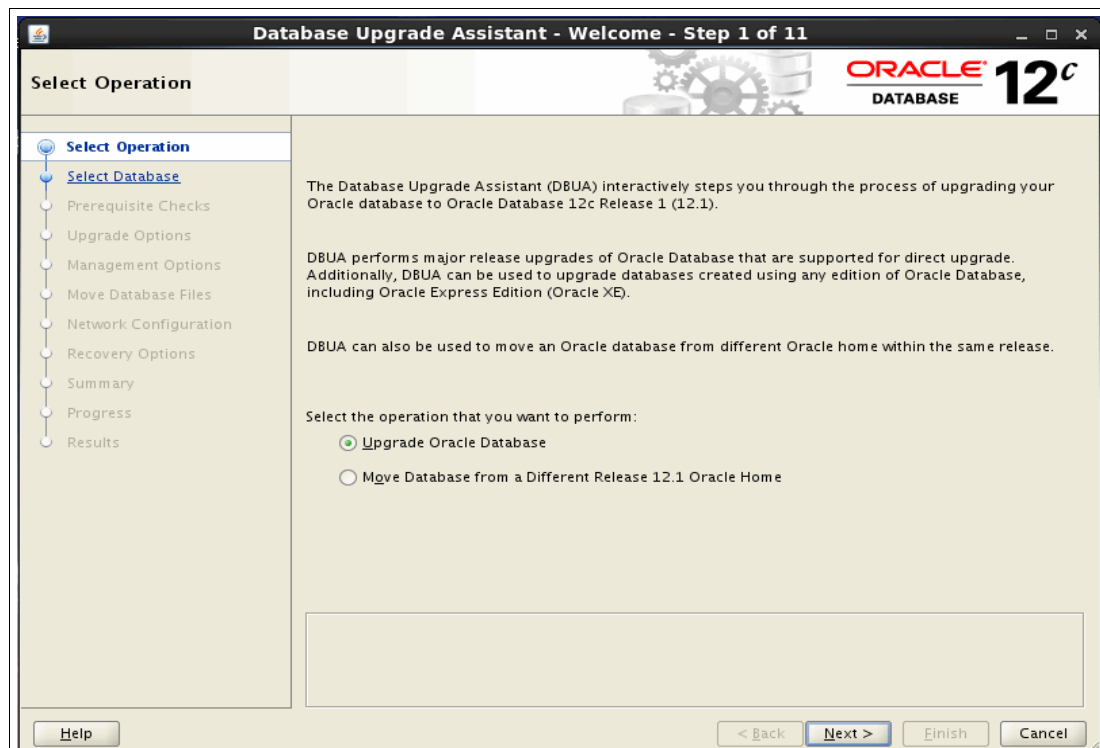 Database Upgrade Assistant - Welcome - Step 1 of 11
Select Operation
ORACLE
DATABASE
12c
Select Operation
Select Database
Prerequisite Checks
Upgrade Options
Management Options
Move Database Files
Network Configuration
Recovery Options
Summary
Progress
Results
The Database Upgrade Assistant (DBUA) interactively steps you through the process of upgrading your
Oracle database to Oracle Database 12c Release 1 (12.1).
DBUA performs major release upgrades of Oracle Database that are supported for direct upgrade.
Additionally, DBUA can be used to upgrade databases created using any edition of Oracle Database,
including Oracle Express Edition (Oracle XE).
DBUA can also be used to move an Oracle database from different Oracle home within the same release.
Select the operation that you want to perform:
Upgrade Oracle Database
Move Database from a Different Release 12.1 Oracle Home
Help
< Back
Next >
Finish
Cancel